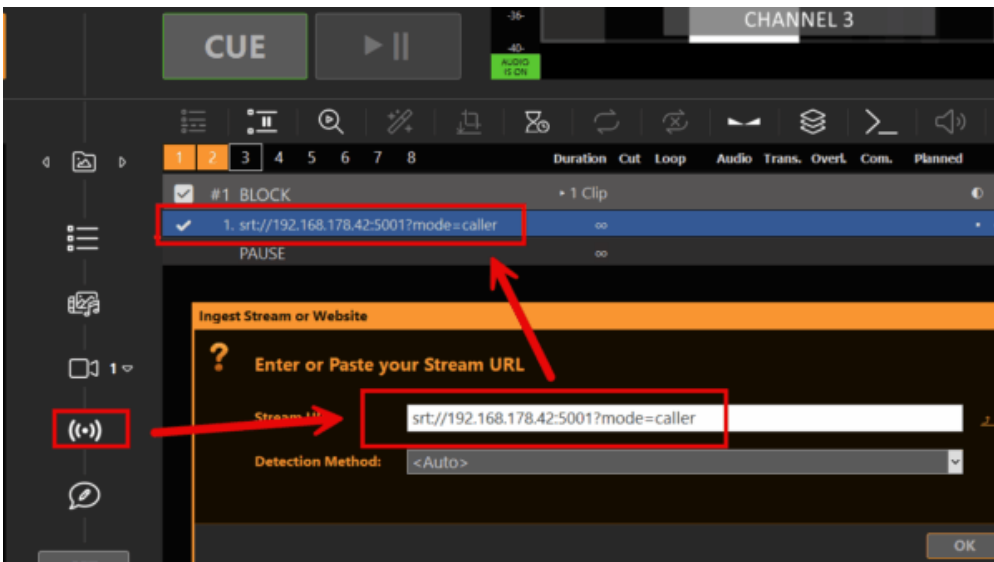 -36-
CHANNEL 3
CUE
-40-
AUDIO
IS ON
1 2 3 4 5 6 7 8 Duration Cut Loop Audio Trans. Overl. Com. Planned
#1 BLOCK 1 Clip
1. srt://192.168.178.42:5001?mode=caller ∞
PAUSE ∞
Ingest Stream or Website
? Enter or Paste your Stream URL
1
Stream srt://192.168.178.42:5001?mode=caller
Detection Method: <Auto>
OK